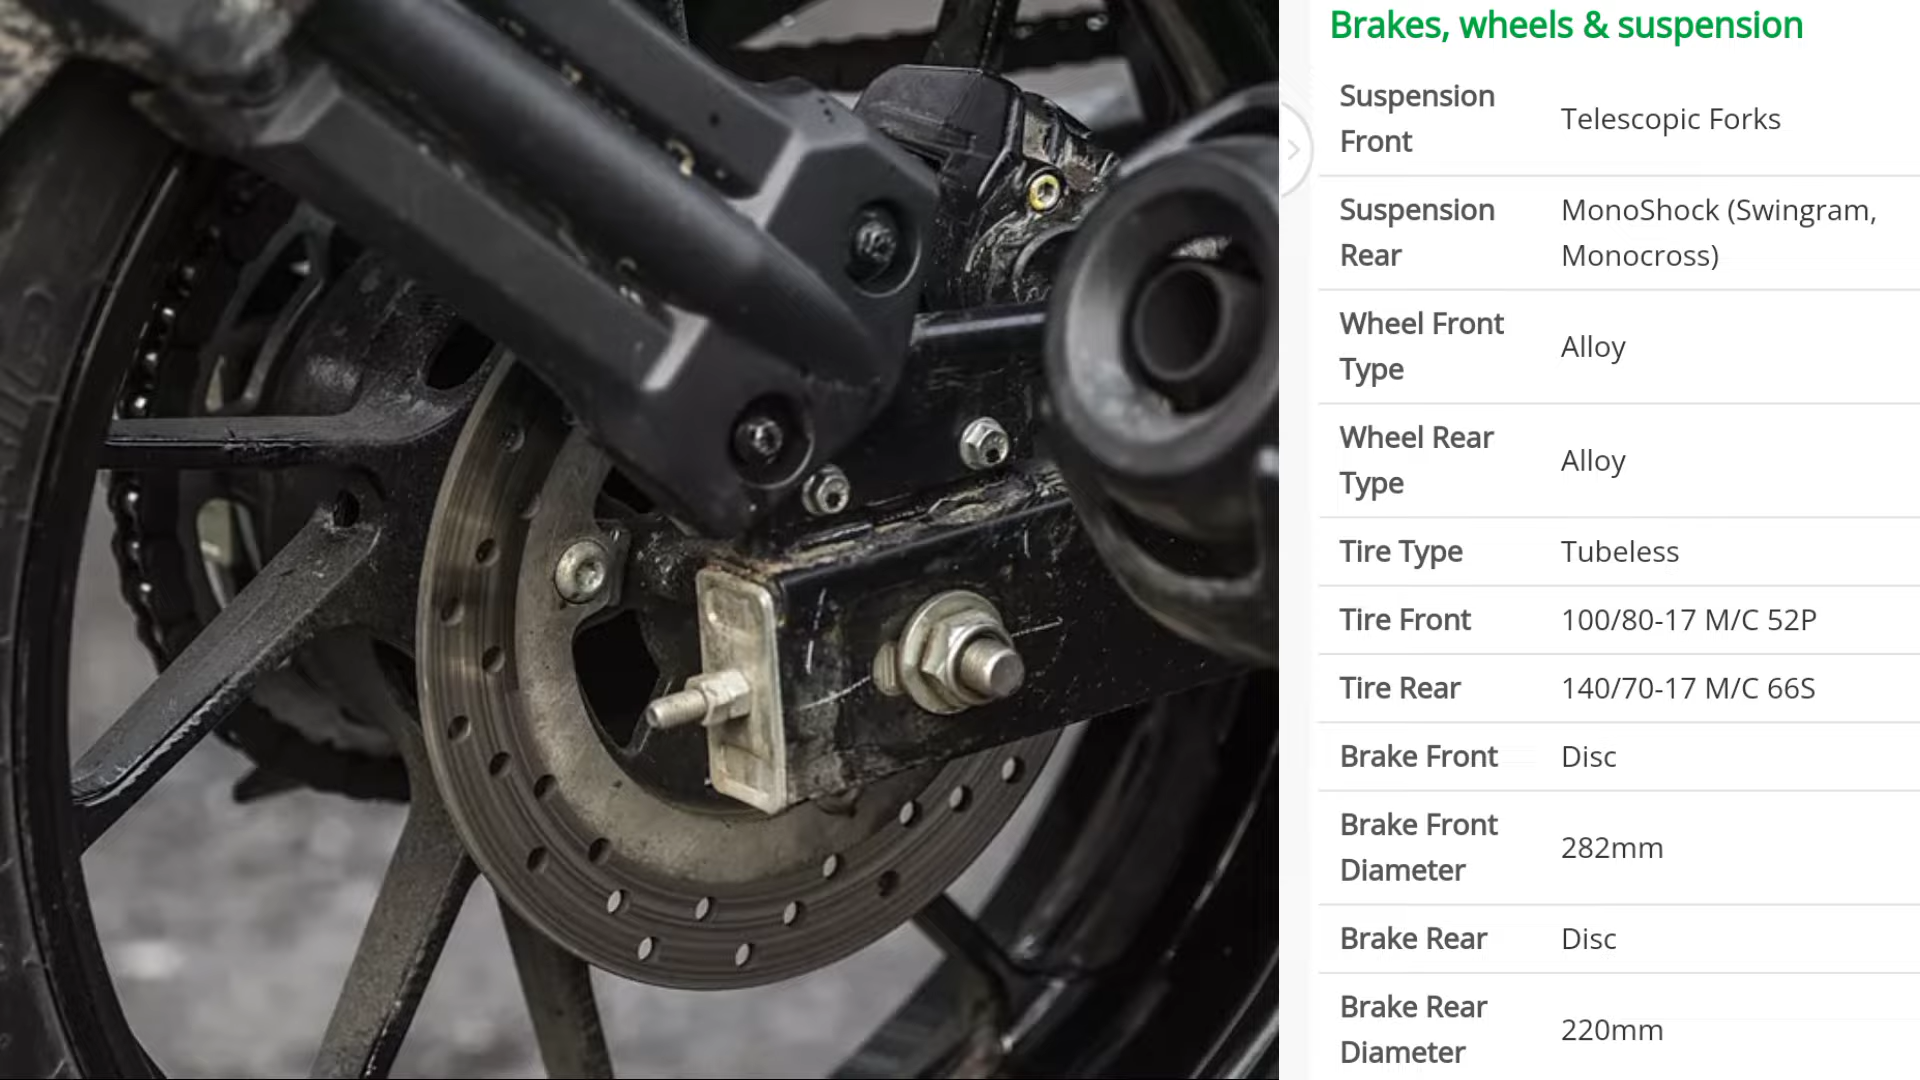 Brakes, wheels & suspension
Suspension Front
Telescopic Forks
Suspension Rear
MonoShock (Swingram, Monocross)
Wheel Front Type
Alloy
Wheel Rear Type
Alloy
Tire Type
Tubeless
Tire Front
100/80-17 M/C 52P
Tire Rear
140/70-17 M/C 66S
Brake Front
Disc
Brake Front Diameter
282mm
Brake Rear
Disc
Brake Rear Diameter
220mm